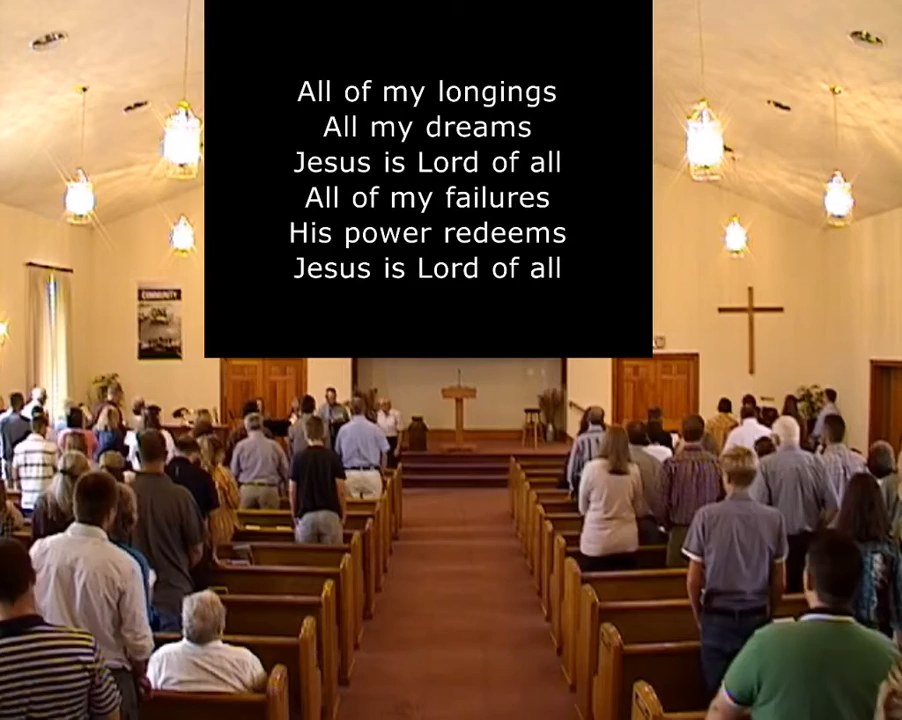 All of my longings
All my dreams
Jesus is Lord of all
All of my failures
His power redeems
Jesus is Lord of all
COMMUNITY